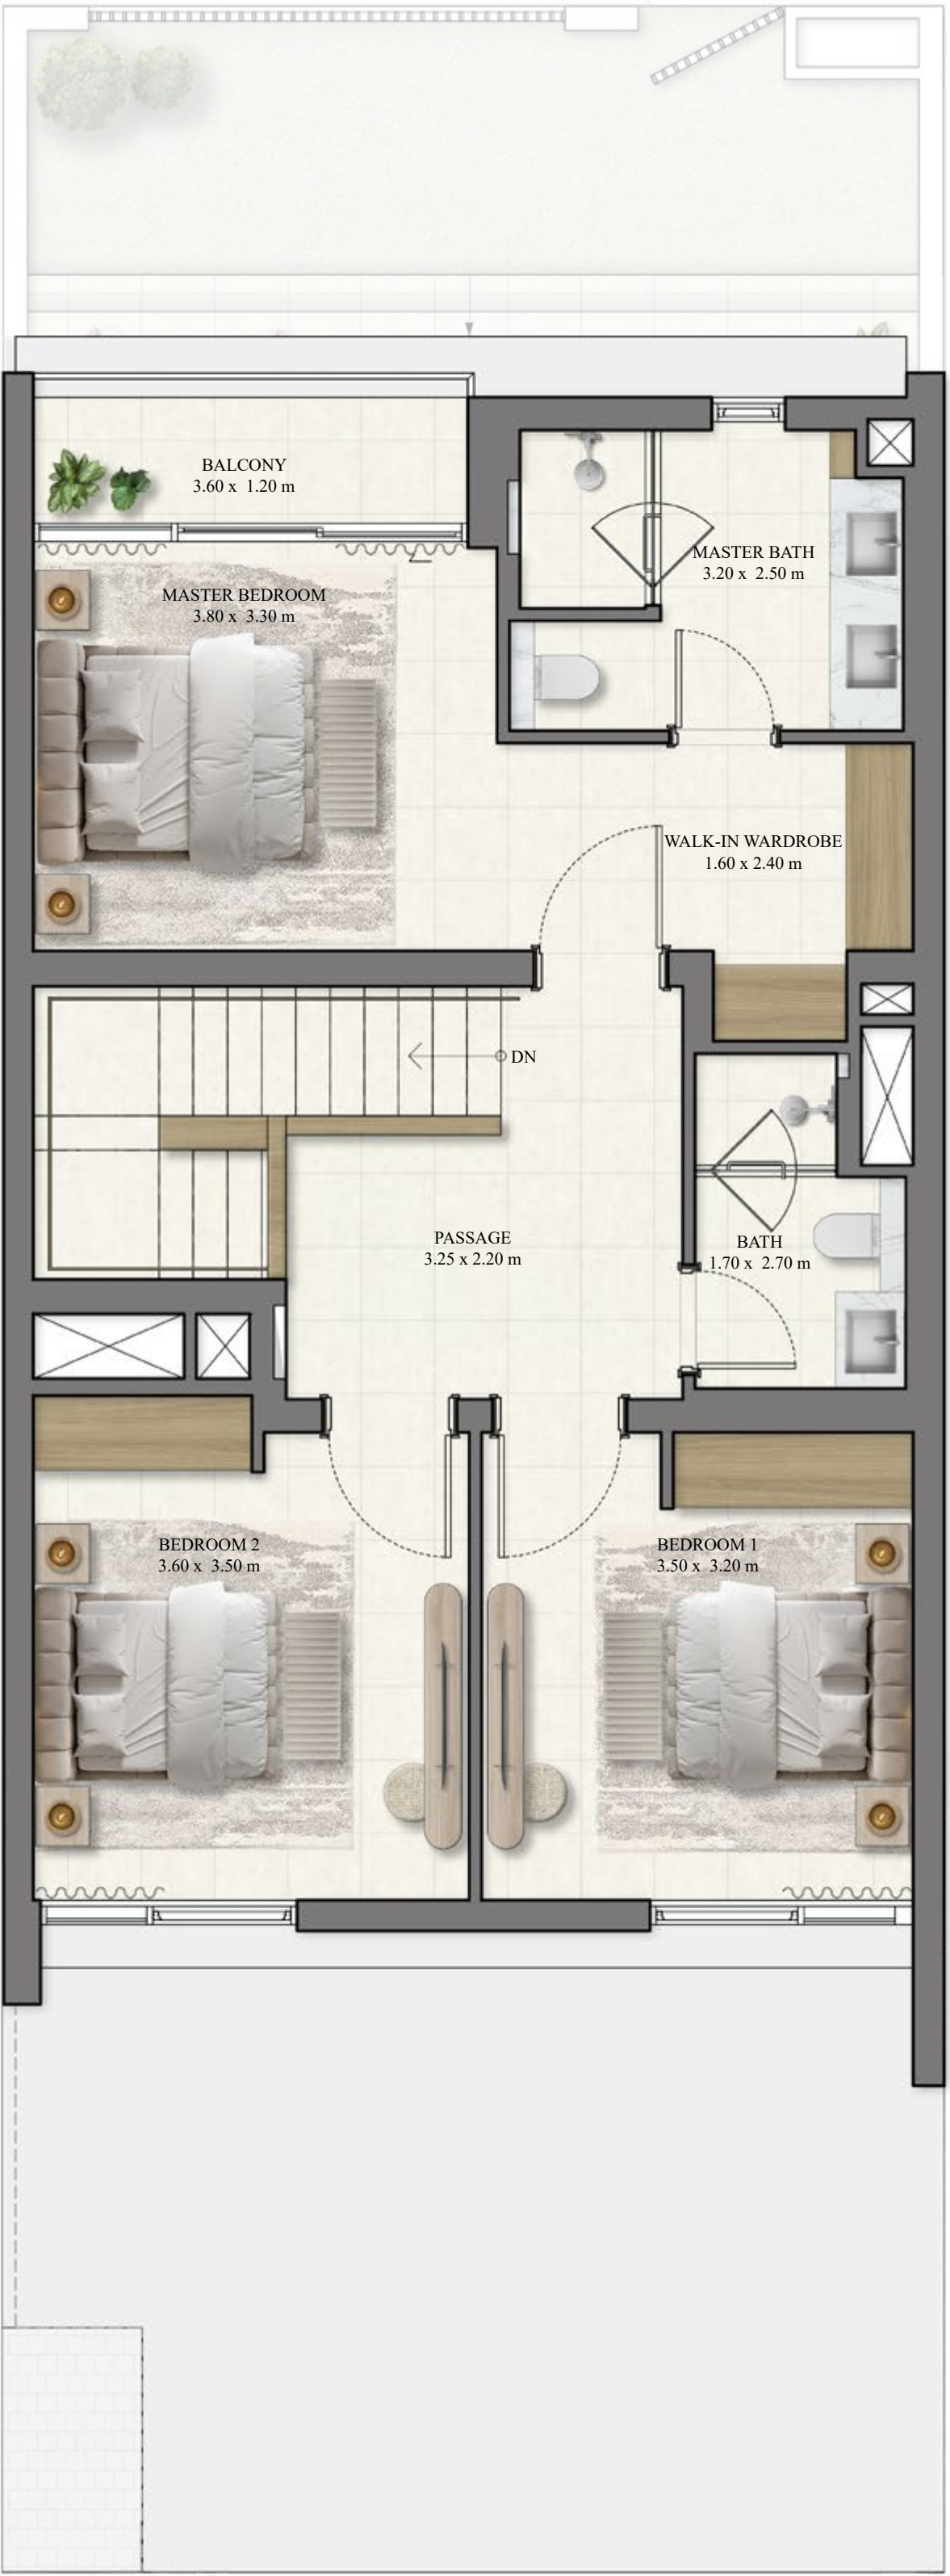 BALCONY
3.60 x 1.20 m
MASTER BATH
3.20 x 2.50 m
MASTER BEDROOM
3.80 x 3.30 m
WALK-IN WARDROBE
1.60 x 2.40 m
DN
PASSAGE
3.25 x 2.20 m
BATH
1.70 x 2.70 m
BEDROOM 2
3.60 x 3.50 m
BEDROOM 1
3.50 x 3.20 m